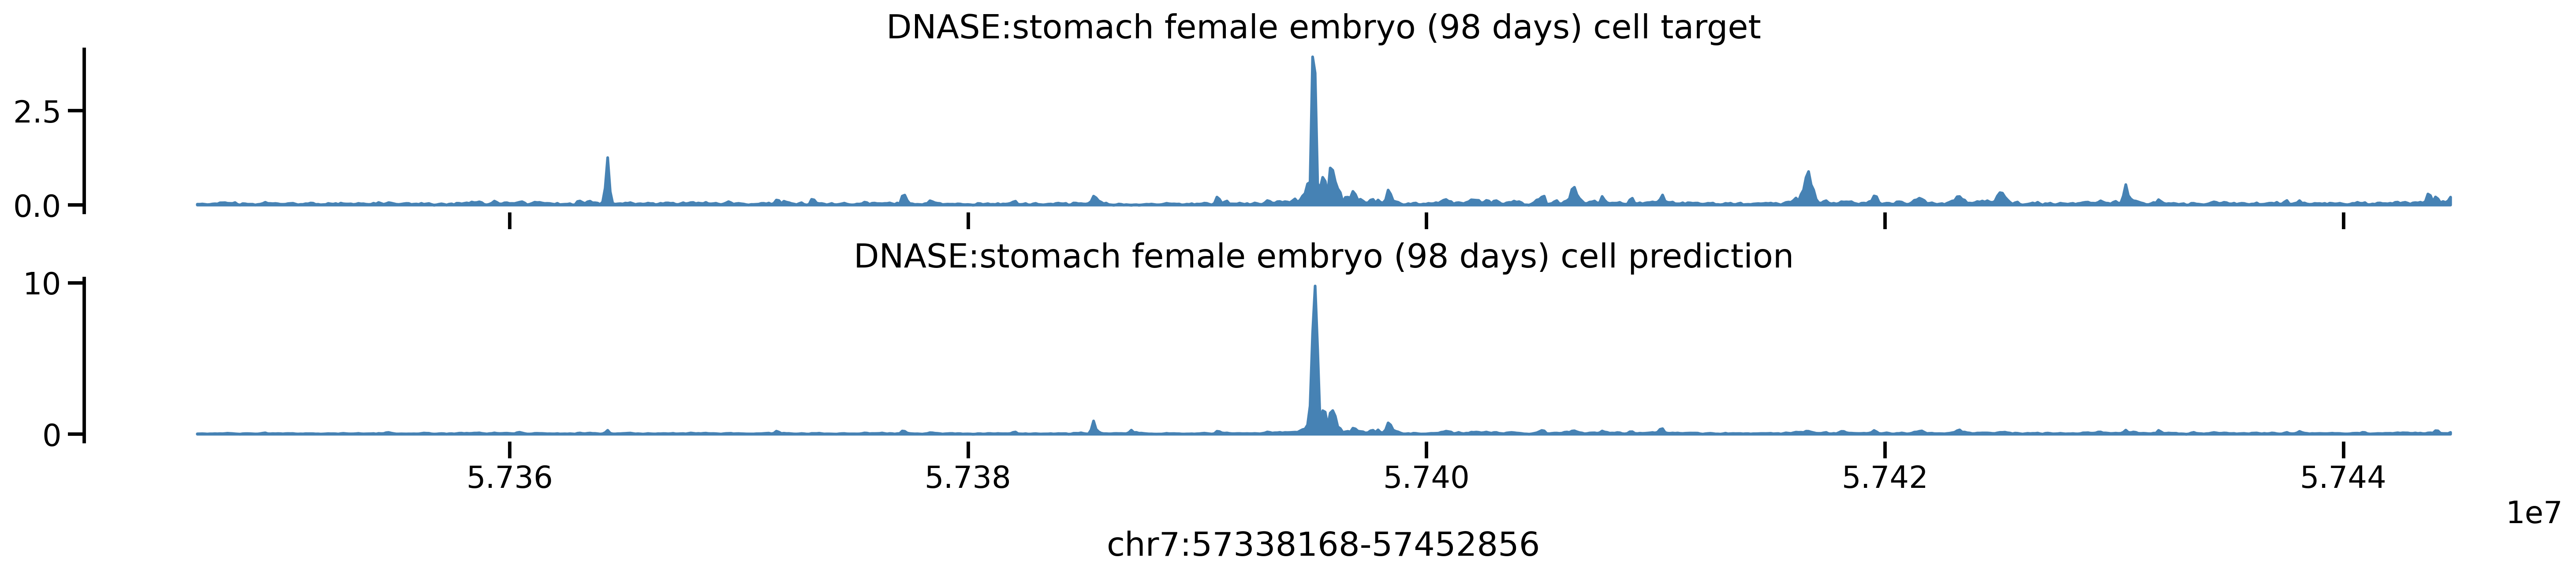 DNASE:stomach female embryo (98 days) cell target
2.5
0.0
DNASE:stomach female embryo (98 days) cell prediction
10
0
5.736 5.738 5.740 5.742 5.744
1e7
chr7:57338168-57452856